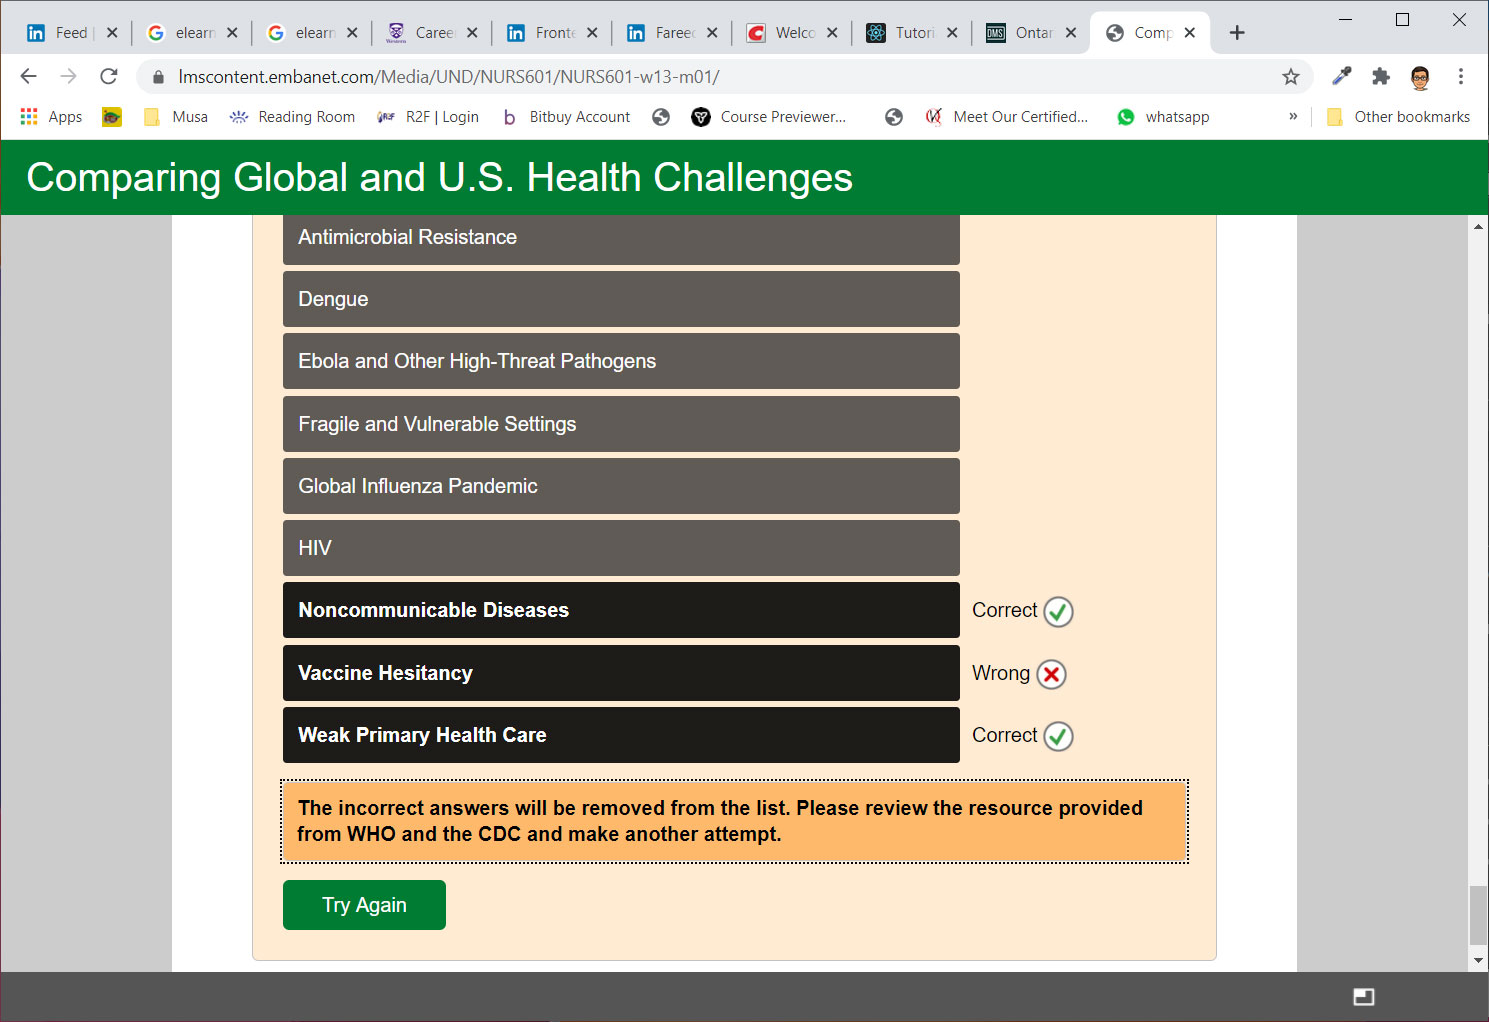 Feed
elearn
elearn
Caree
Fronte
Fareed
Welco
Tutori
Ontar
Comp
lmscontent.embanet.com/Media/UND/NURS601/NURS601-w13-m01/
Apps
Musa
Reading Room
R2F | Login
Bitbuy Account
Course Previewer...
Meet Our Certified...
whatsapp
»
Other bookmarks
Comparing Global and U.S. Health Challenges
Antimicrobial Resistance
Dengue
Ebola and Other High-Threat Pathogens
Fragile and Vulnerable Settings
Global Influenza Pandemic
HIV
Noncommunicable Diseases Correct
Vaccine Hesitancy Wrong
Weak Primary Health Care Correct
The incorrect answers will be removed from the list. Please review the resource provided
from WHO and the CDC and make another attempt.
Try Again